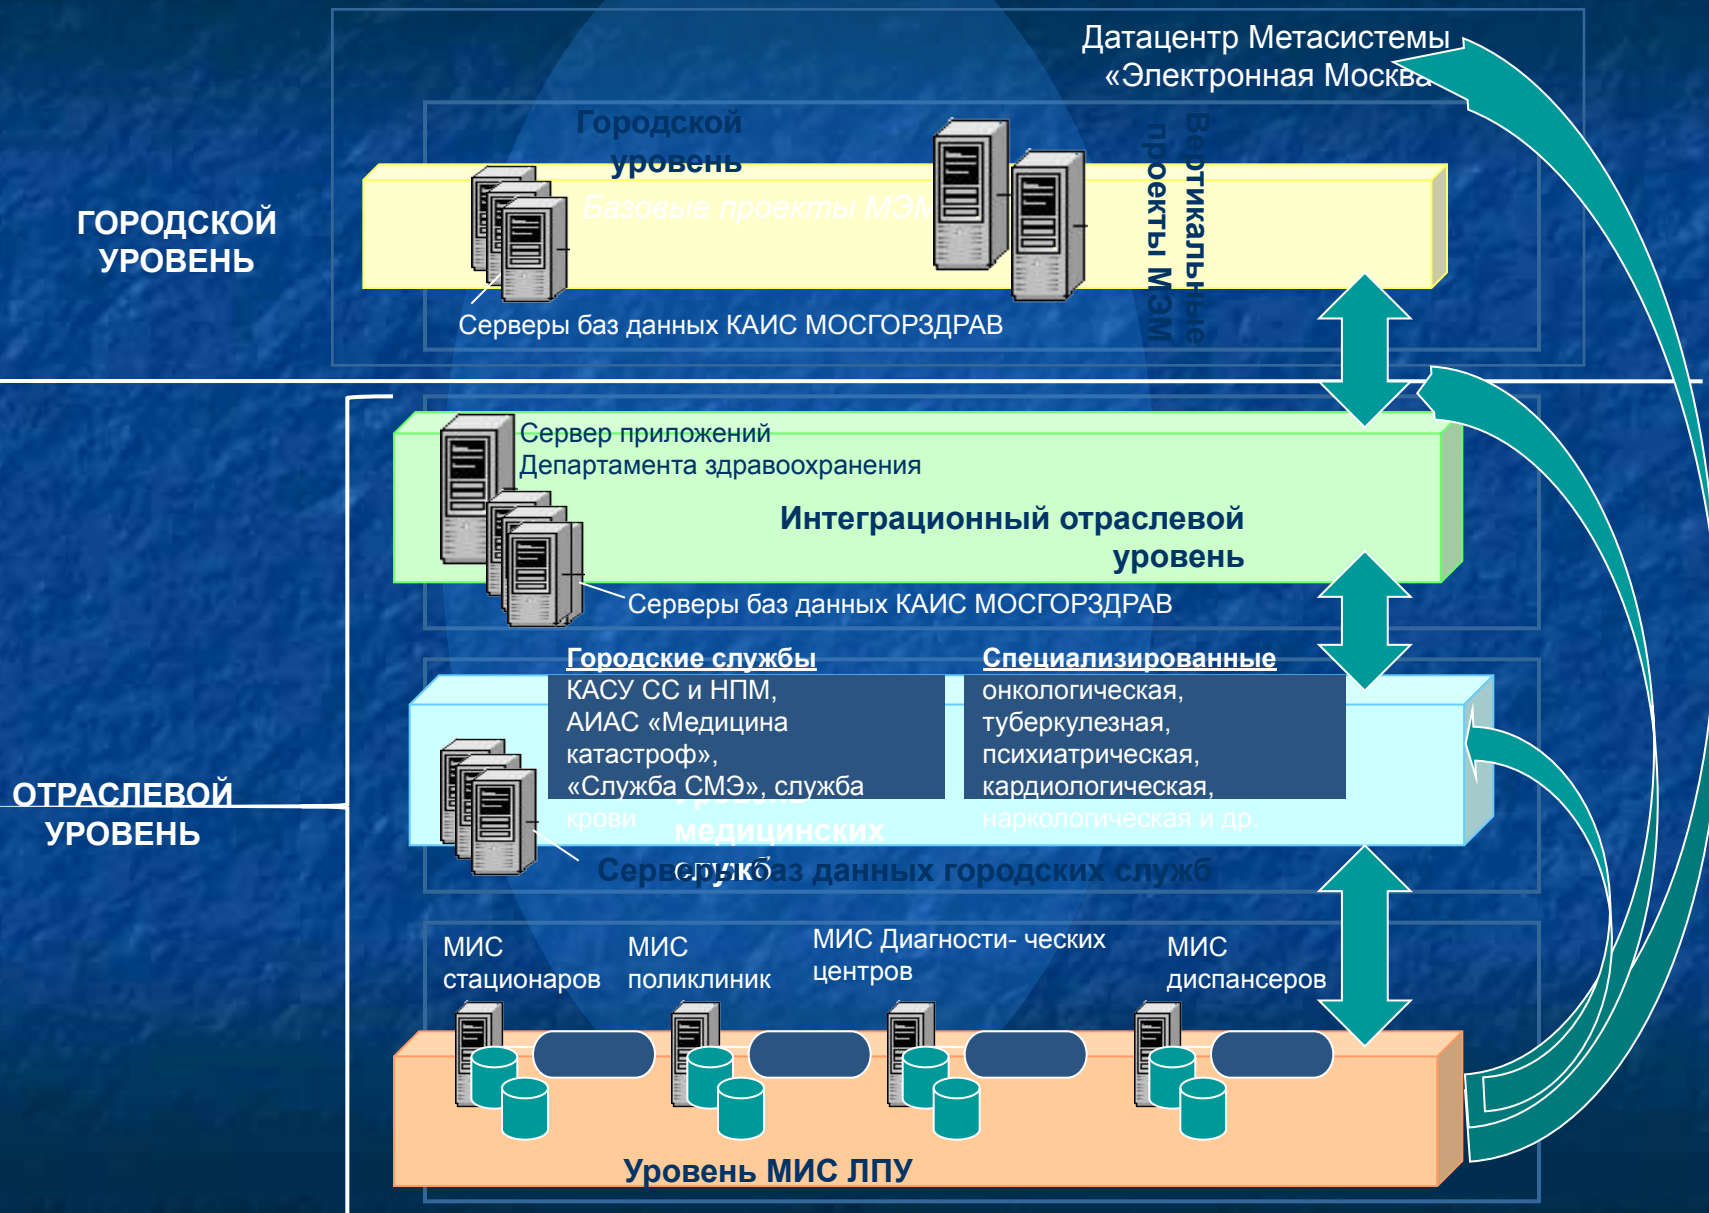 Датацентр Метасистемы
«Электронная Москва
Городской
уровень
Базовые проекты МЭМ
Вертикальные
проекты МЭМ
ГОРОДСКОЙ
УРОВЕНЬ
Серверы баз данных КАИС МОСГОРЗДРАВ
Сервер приложений
Департамента здравоохранения
Интеграционный отраслевой
уровень
Серверы баз данных КАИС МОСГОРЗДРАВ
Городские службы
КАСУ СС и НПМ,
АИАС «Медицина
катастроф»,
«Служба СМЭ», служба
крови
Специализированные
онкологическая,
туберкулезная,
психиатрическая,
кардиологическая,
наркологическая и др.
Уровень
медицинских
служб
Серверы баз данных городских служб
ОТРАСЛЕВОЙ
УРОВЕНЬ
МИС
стационаров
МИС
поликлиник
МИС Диагности- ческих
центров
МИС
диспансеров
Уровень МИС ЛПУ